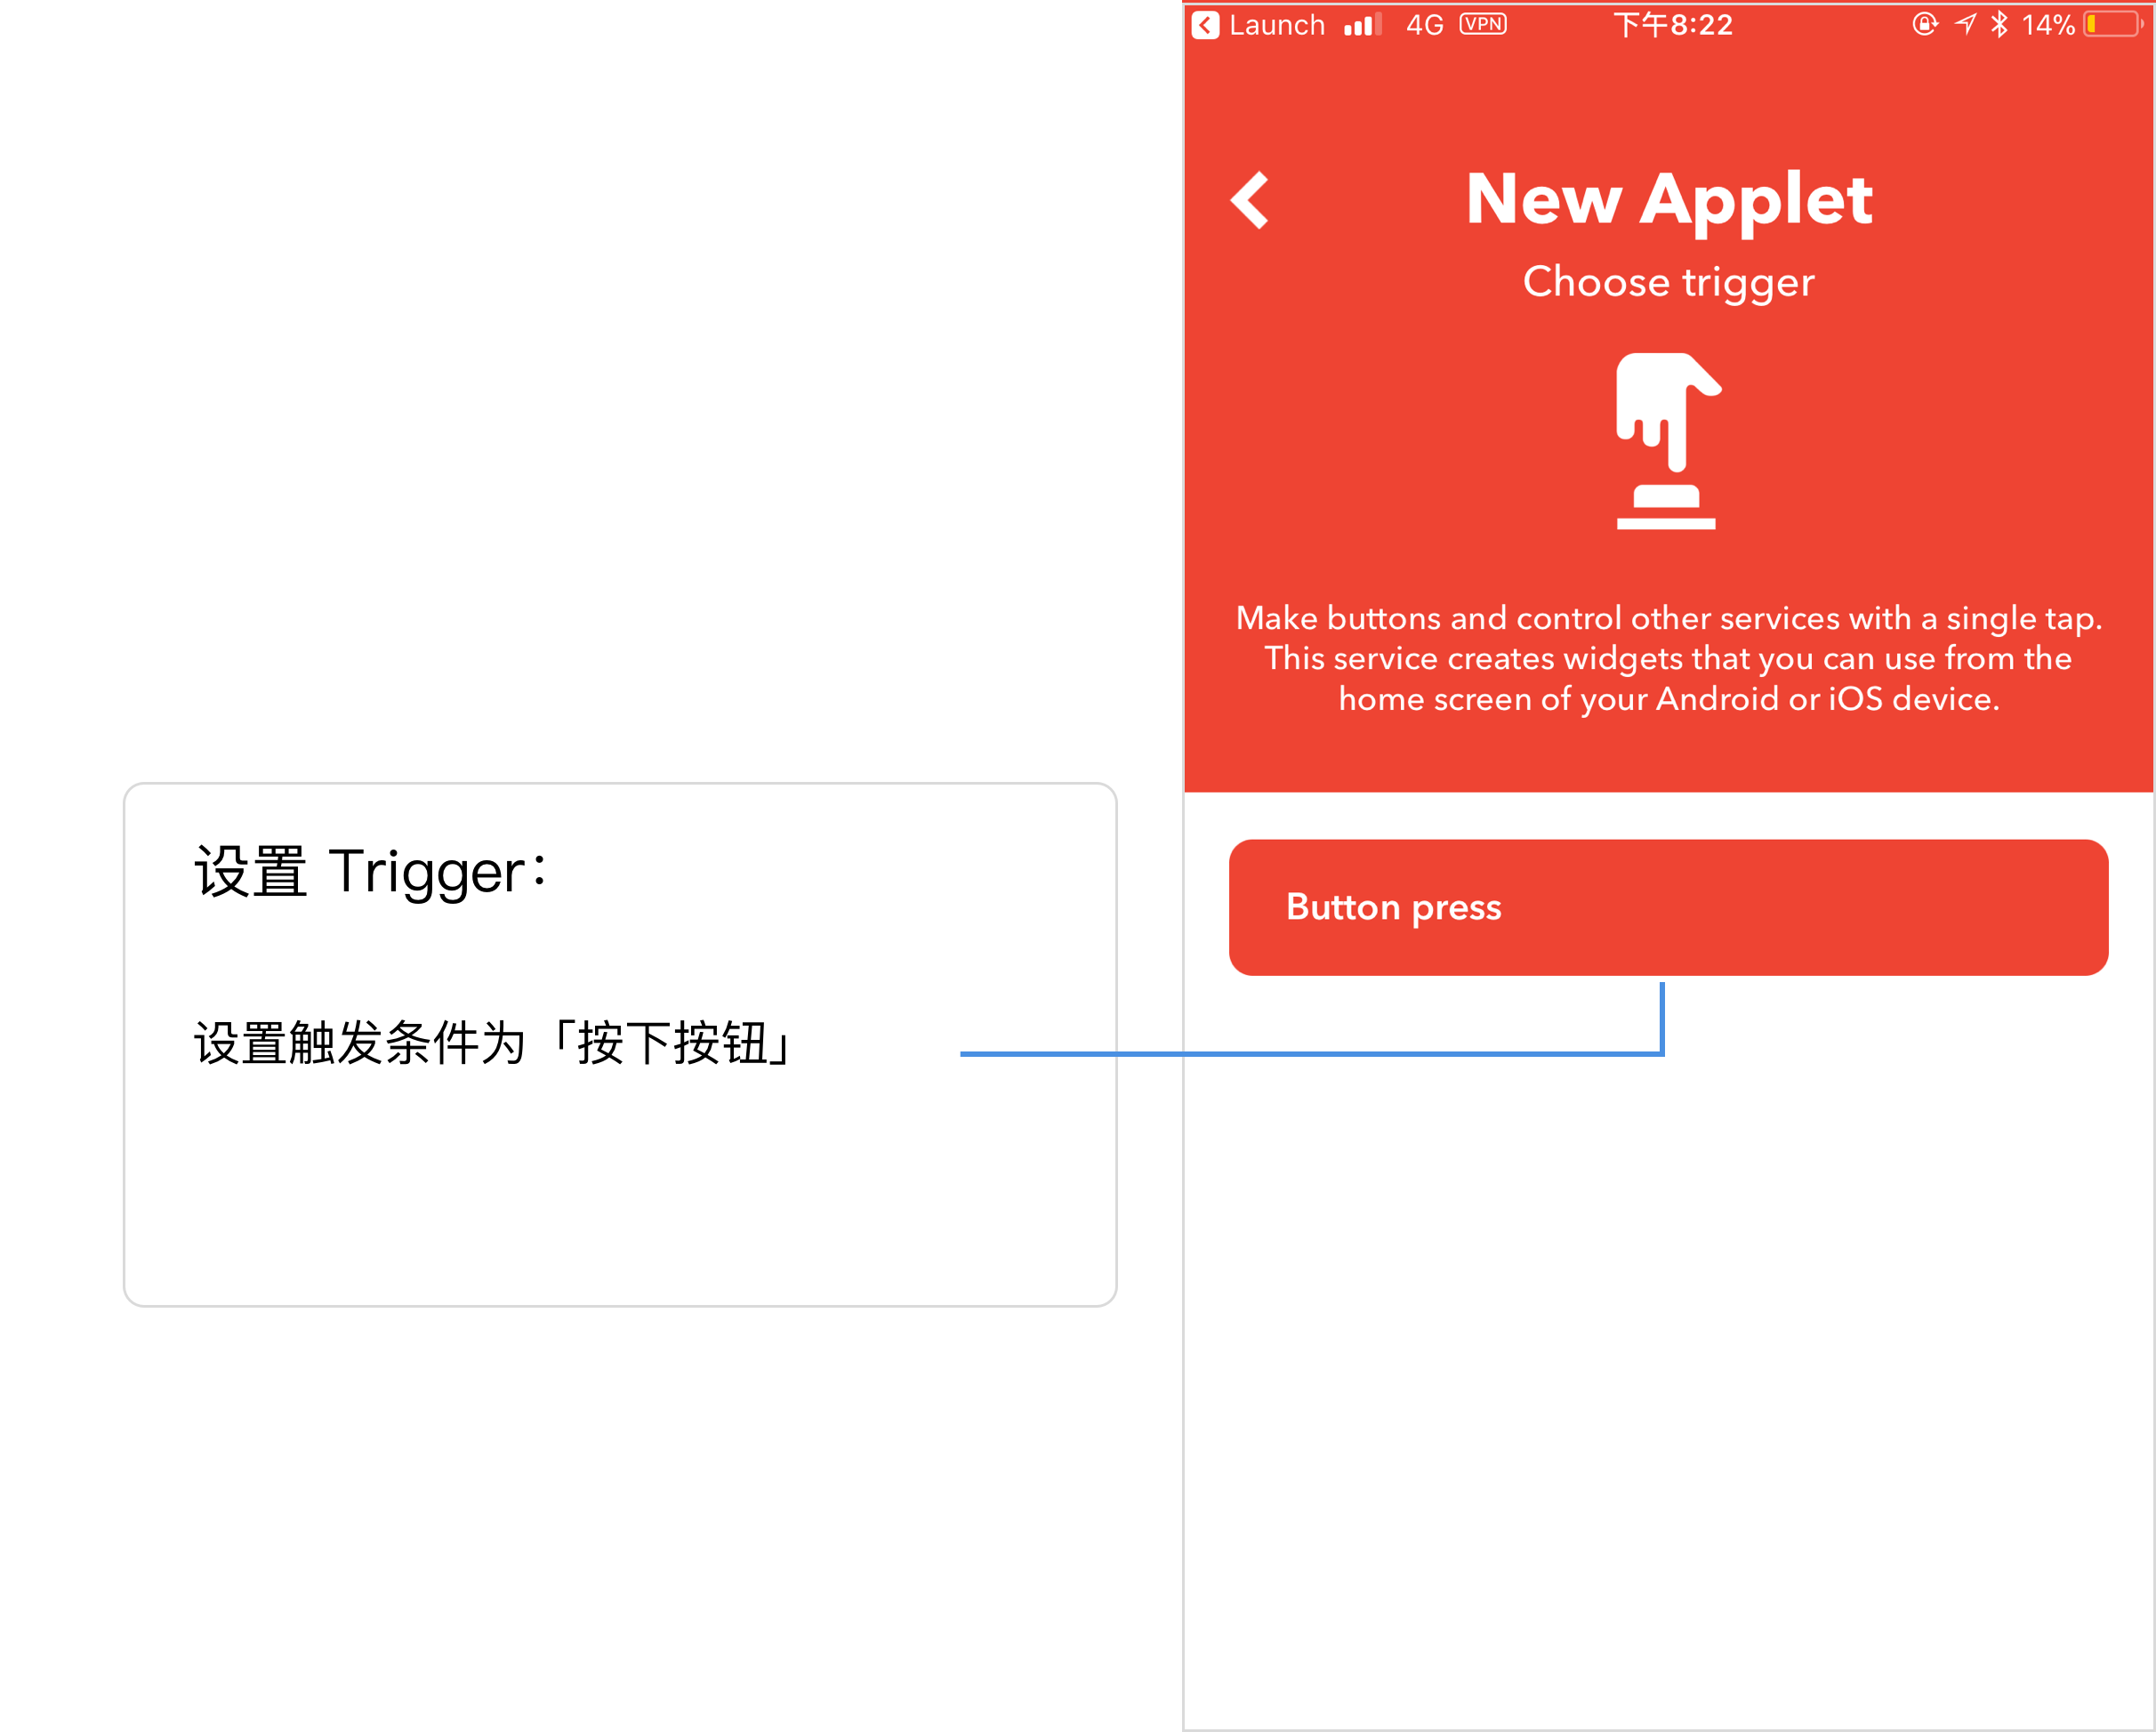 Launch 4G VPN 下午8:22 14%
New Applet
Choose trigger
Make buttons and control other services with a single tap.
This service creates widgets that you can use from the
home screen of your Android or iOS device.
设置 Trigger:
Button press
设置触发条件为「按下按钮」